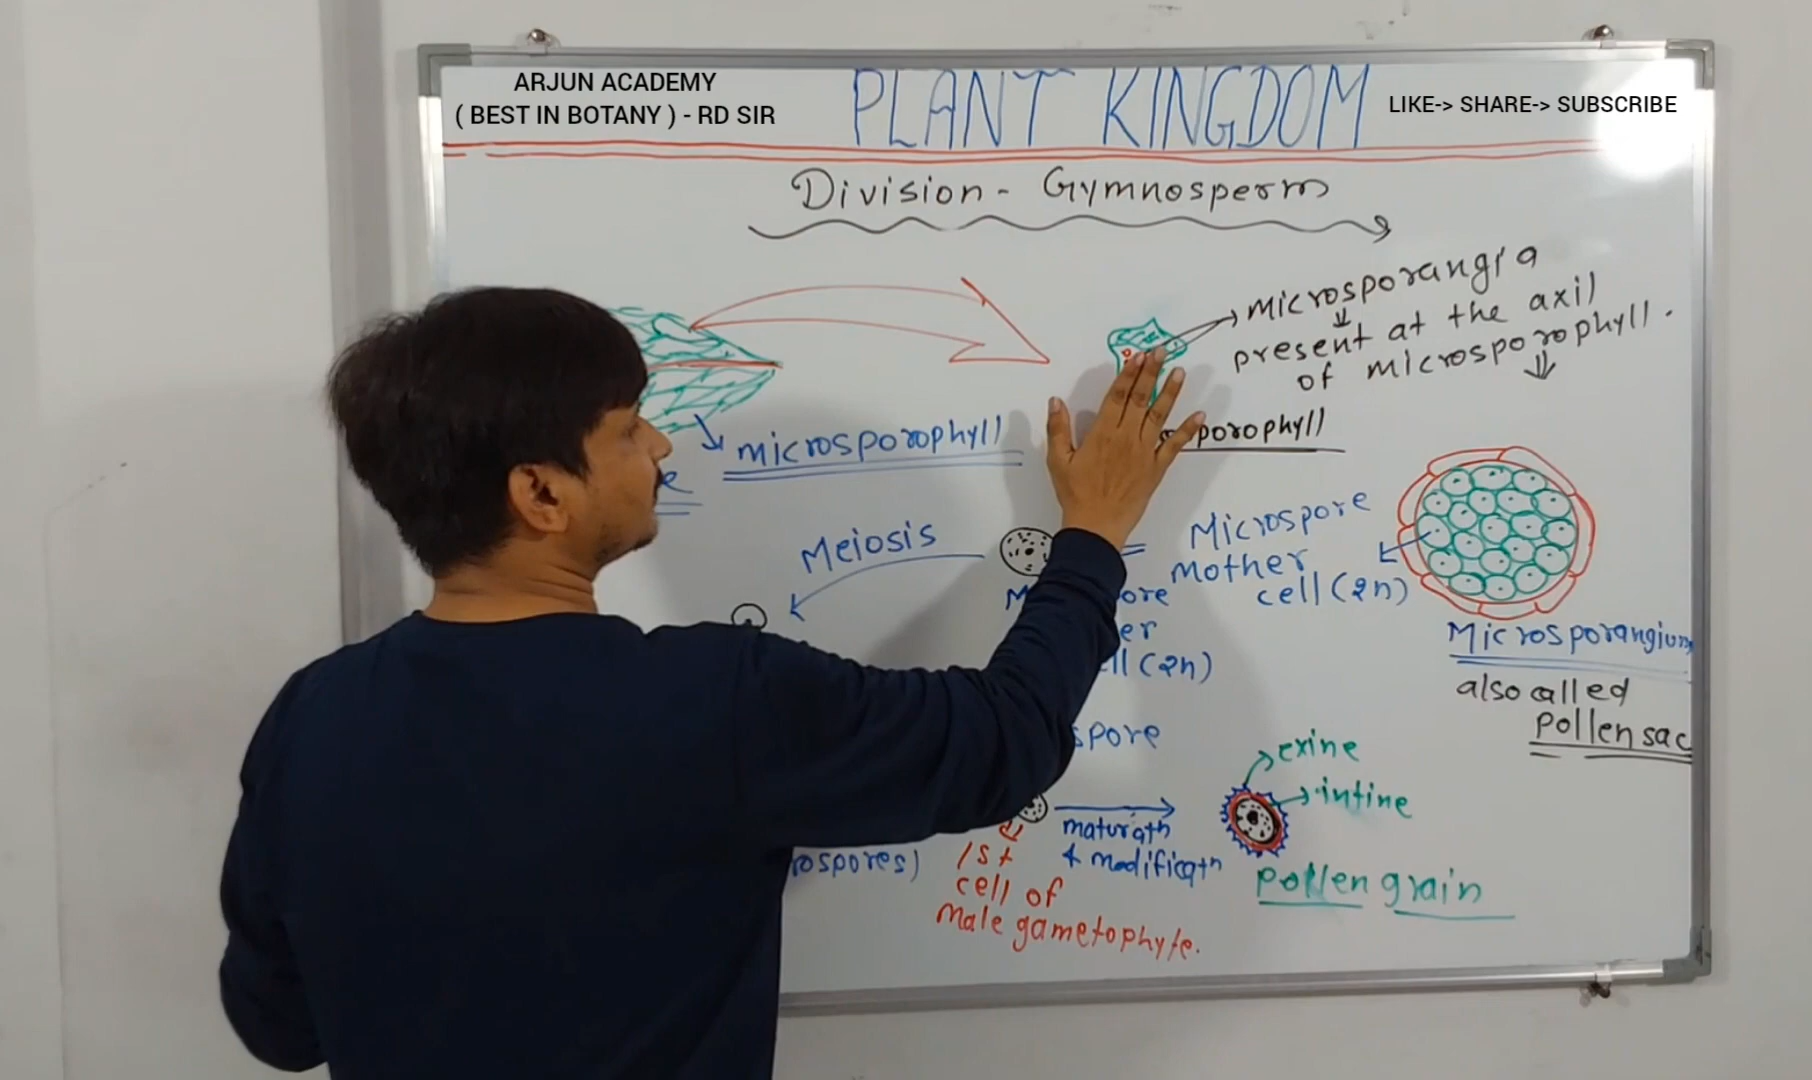 ARJUN ACADEMY
( BEST IN BOTANY ) - RD SIR
PLANT KINGDOM
LIKE-> SHARE-> SUBSCRIBE
Division - Gymnosperm
Microsporangia
present at the axil
of microsporophyll.
microsporophyll
porophyll
Meiosis
Microspore
Mother
cell (2n)
M ore
er
ll (2n)
Microsporangium
also called
Pollen sac
spore
exine
intine
maturatn
& modificatn
rospores)
1st
cell of
Male gametophyte.
Pollen grain